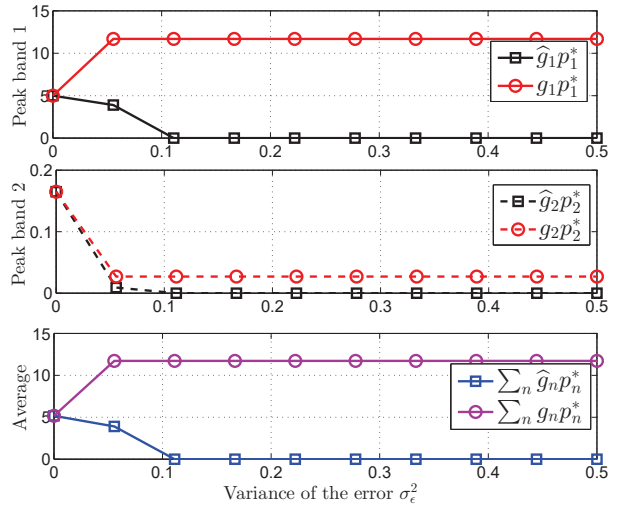 Peak band 1
15
10
5
0
0
0.1
0.2
0.3
0.4
0.5
ĝ₁p₁*
g₁p₁*
Peak band 2
0.2
0.1
0
0
0.1
0.2
0.3
0.4
0.5
ĝ₂p₂*
g₂p₂*
Average
15
10
5
0
0
0.1
0.2
0.3
0.4
0.5
∑ₙ ĝₙpₙ*
∑ₙ gₙpₙ*
Variance of the error σ_ϵ²